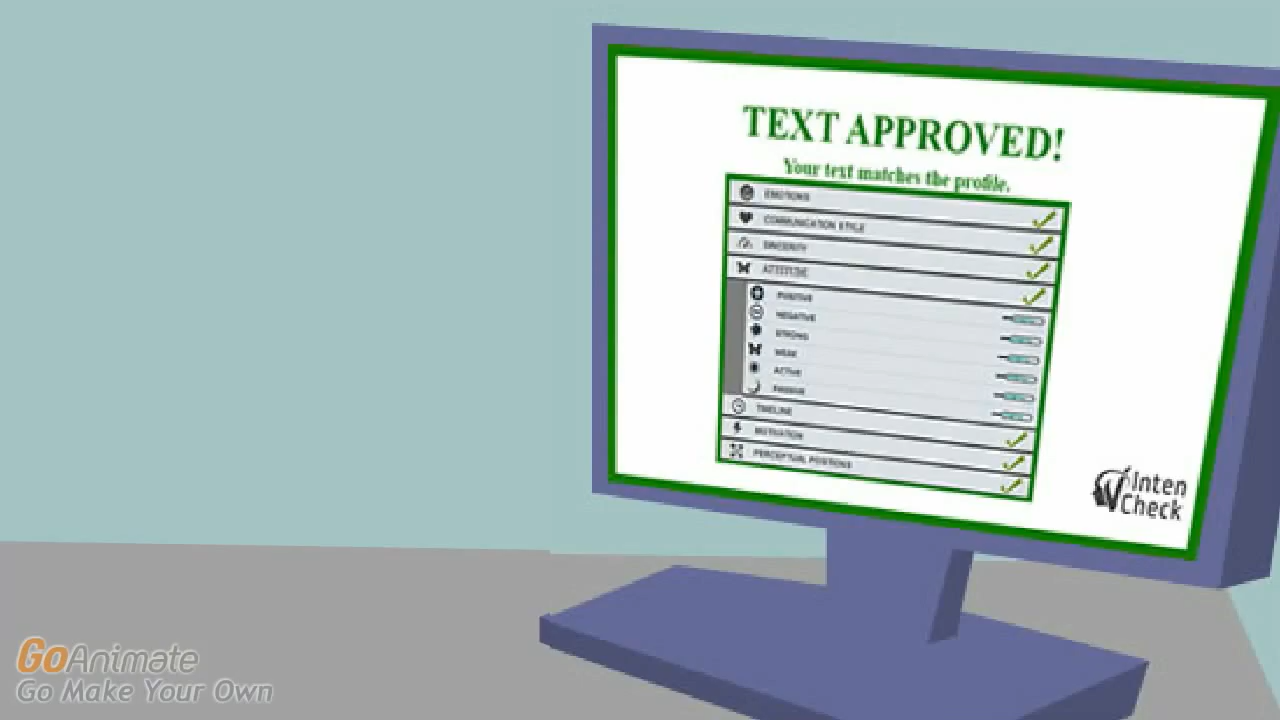 TEXT APPROVED!
Your text matches the profile.
EMOTIONS
COMMUNICATION STYLE
SINCERITY
ATTITUDE
POSITIVE
NEGATIVE
STRONG
WEAK
ACTIVE
PASSIVE
TIMELINE
MOTIVATION
PERCEPTUAL POSITIONS
Inten
Check
GoAnimate
Go Make Your Own